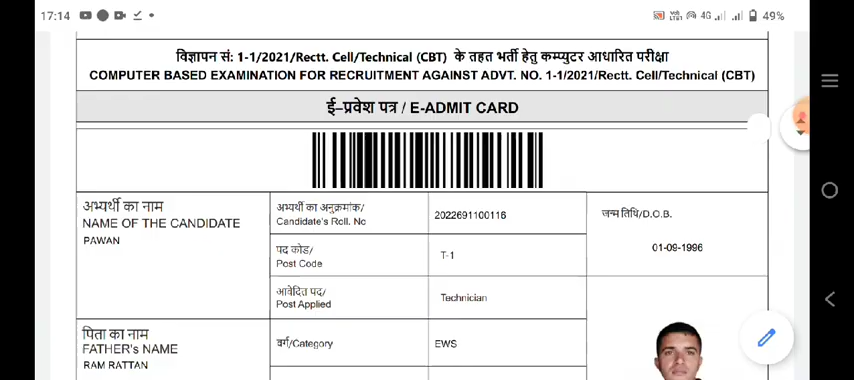 17:14
4G
49%
विज्ञापन सं: 1-1/2021/Rectt. Cell/Technical (CBT) के तहत भर्ती हेतु कम्प्युटर आधारित परीक्षा
COMPUTER BASED EXAMINATION FOR RECRUITMENT AGAINST ADVT. NO. 1-1/2021/Rectt. Cell/Technical (CBT)
ई–प्रवेश पत्र / E-ADMIT CARD
अभ्यर्थी का नाम
NAME OF THE CANDIDATE
PAWAN
अभ्यर्थी का अनुक्रमांक/
Candidate's Roll. No
2022691100116
जन्म तिथि/D.O.B.
01-09-1996
पद कोड/
Post Code
T-1
आवेदित पद/
Post Applied
Technician
पिता का नाम
FATHER's NAME
RAM RATTAN
वर्ग/Category
EWS